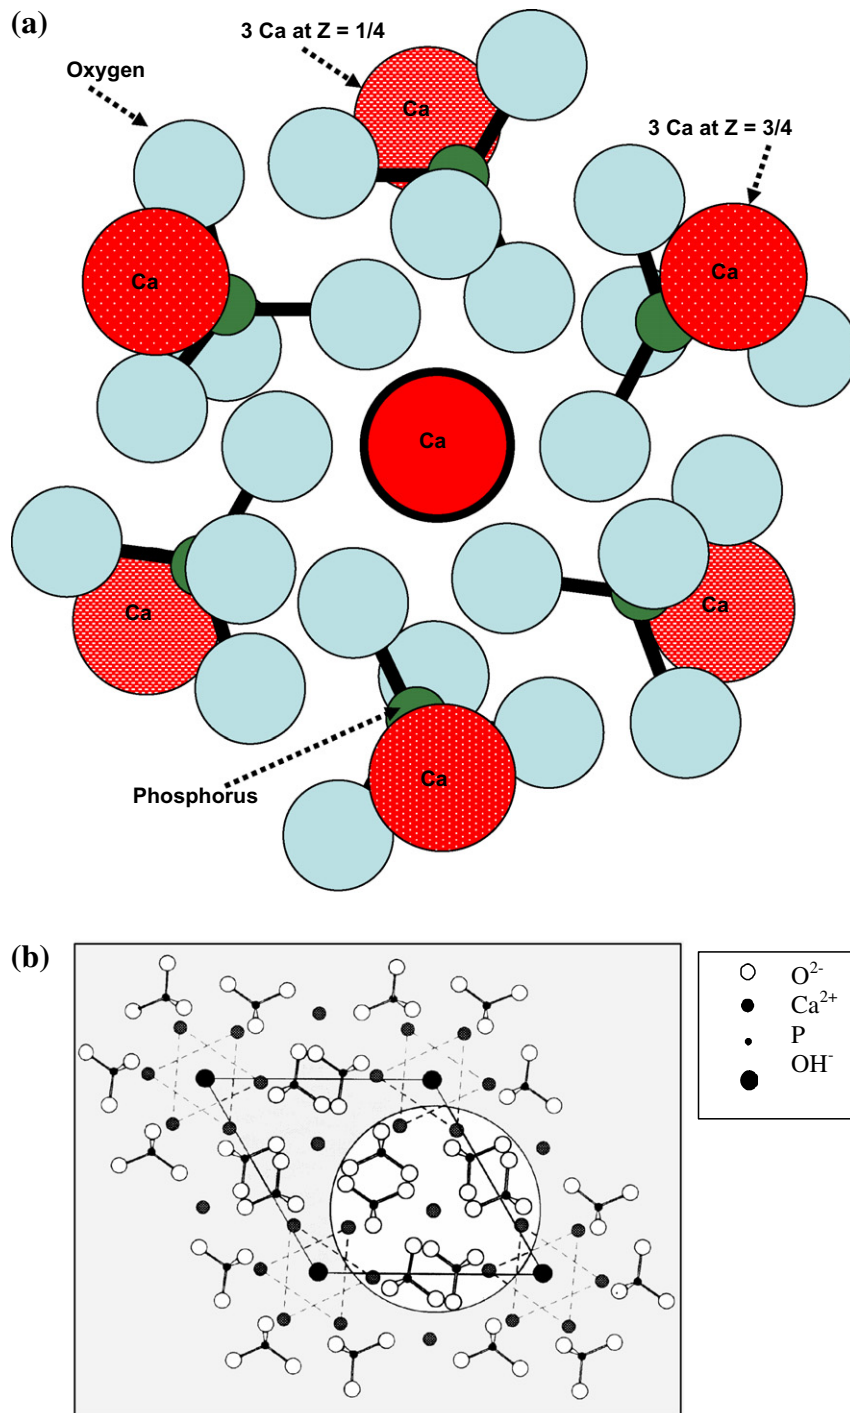 (a)
3 Ca at Z = 1/4
Oxygen
Ca
3 Ca at Z = 3/4
Ca
Ca
Ca
Ca
Ca
Ca
Phosphorus
(b)
O2-
Ca2+
P
OH-